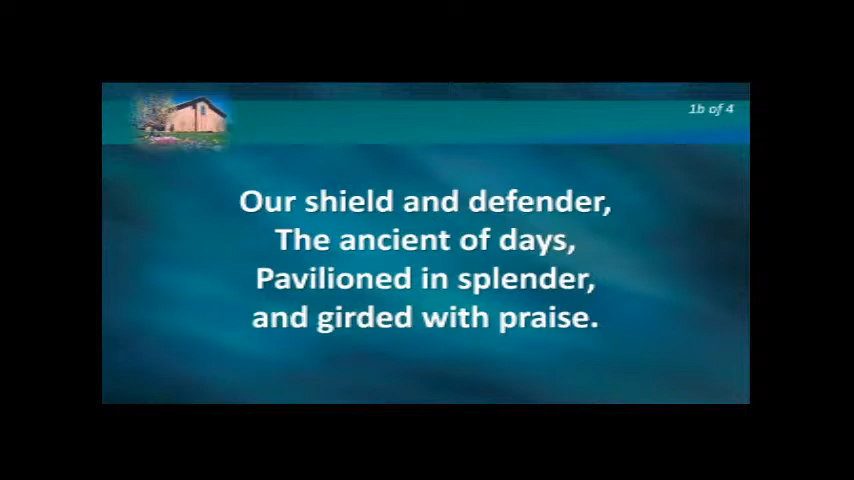 1b of 4
Our shield and defender,
The ancient of days,
Pavilioned in splender,
and girded with praise.